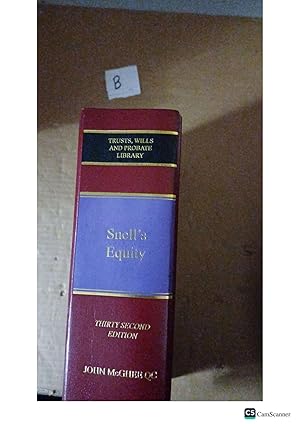 B
TRUSTS, WILLS
AND PROBATE
LIBRARY
Snell's
Equity
THIRTY SECOND
EDITION
JOHN McGHEE QC
CS CamScanner